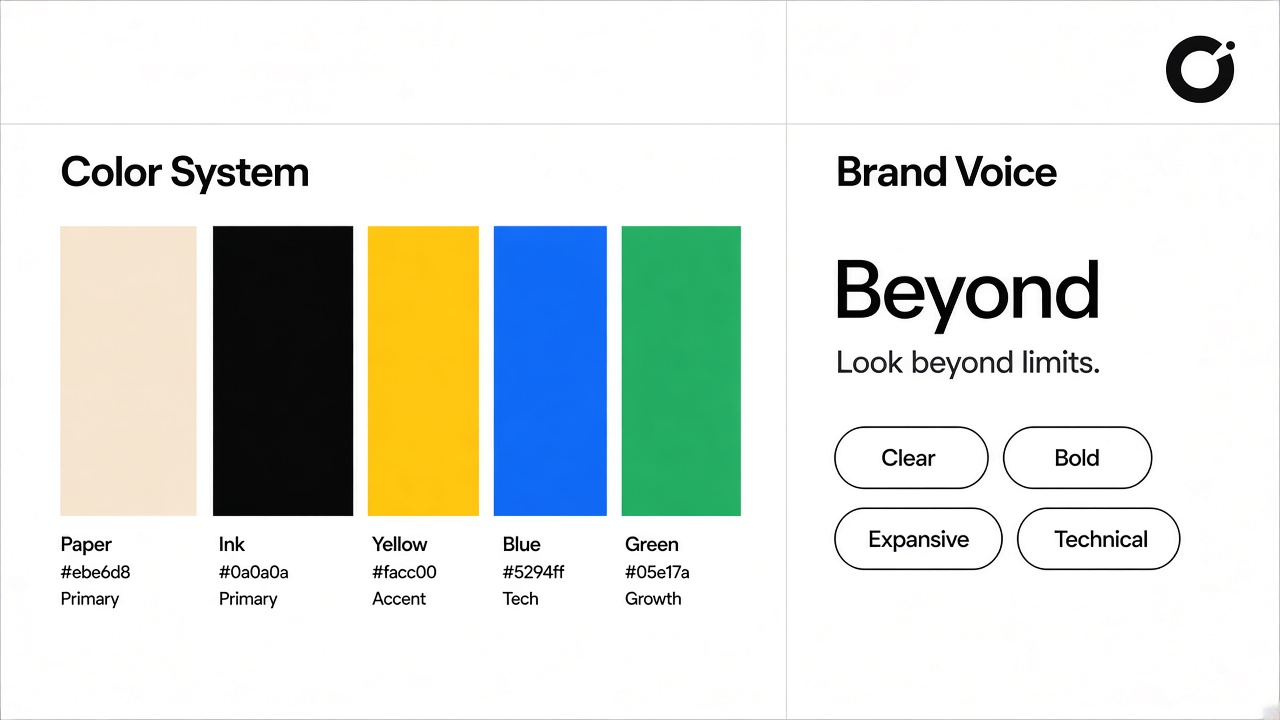 Color System
Paper
#ebe6d8
Primary
Ink
#0a0a0a
Primary
Yellow
#facc00
Accent
Blue
#5294ff
Tech
Green
#05e17a
Growth
Brand Voice
Beyond
Look beyond limits.
Clear
Bold
Expansive
Technical